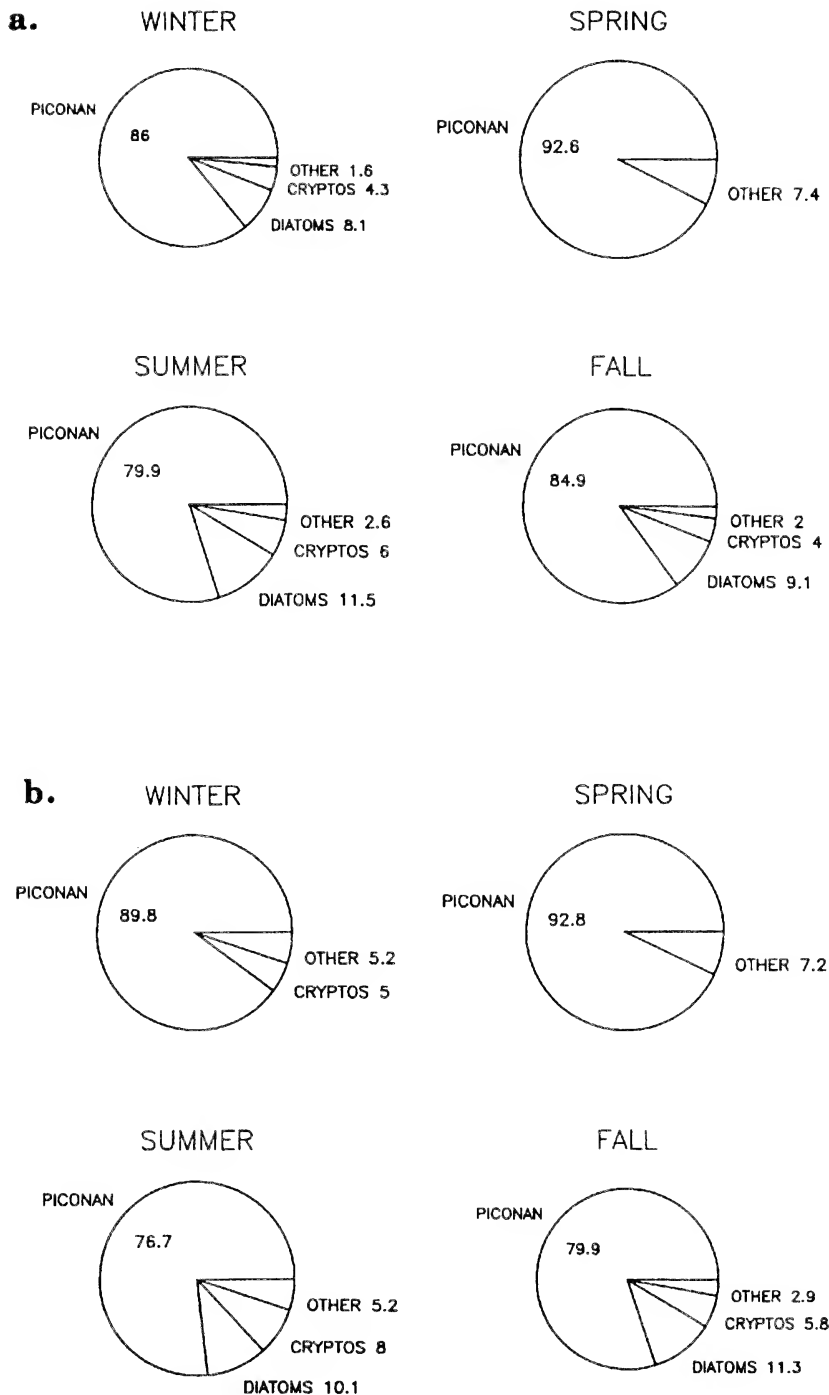 a.
WINTER
PICONAN
86
OTHER 1.6
CRYPTOS 4.3
DIATOMS 8.1
SPRING
PICONAN
92.6
OTHER 7.4
SUMMER
PICONAN
79.9
OTHER 2.6
CRYPTOS 6
DIATOMS 11.5
FALL
PICONAN
84.9
OTHER 2
CRYPTOS 4
DIATOMS 9.1
b.
WINTER
PICONAN
89.8
OTHER 5.2
CRYPTOS 5
SPRING
PICONAN
92.8
OTHER 7.2
SUMMER
PICONAN
76.7
OTHER 5.2
CRYPTOS 8
DIATOMS 10.1
FALL
PICONAN
79.9
OTHER 2.9
CRYPTOS 5.8
DIATOMS 11.3